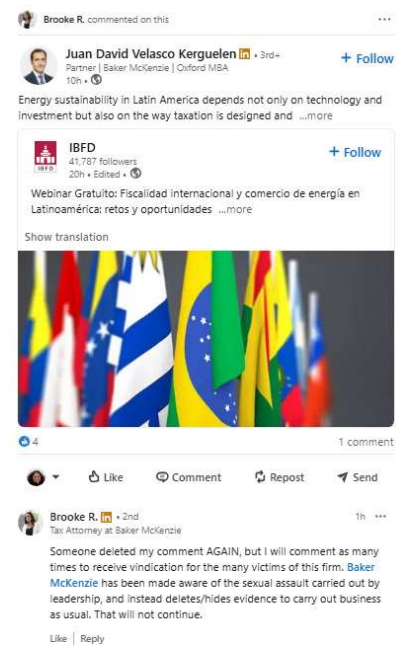 Brooke R. commented on this
Juan David Velasco Kerguelen in • 3rd+
Partner | Baker McKenzie | Oxford MBA
10h •
+ Follow
Energy sustainability in Latin America depends not only on technology and
investment but also on the way taxation is designed and ...more
IBFD
IBFD
41,787 followers
20h • Edited •
+ Follow
Webinar Gratuito: Fiscalidad internacional y comercio de energía en
Latinoamérica: retos y oportunidades ...more
Show translation
4
1 comment
Like Comment Repost Send
Brooke R. in • 2nd
1h
Tax Attorney at Baker McKenzie
Someone deleted my comment AGAIN, but I will comment as many
times to receive vindication for the many victims of this firm. Baker
McKenzie has been made aware of the sexual assault carried out by
leadership, and instead deletes/hides evidence to carry out business
as usual. That will not continue.
Like | Reply